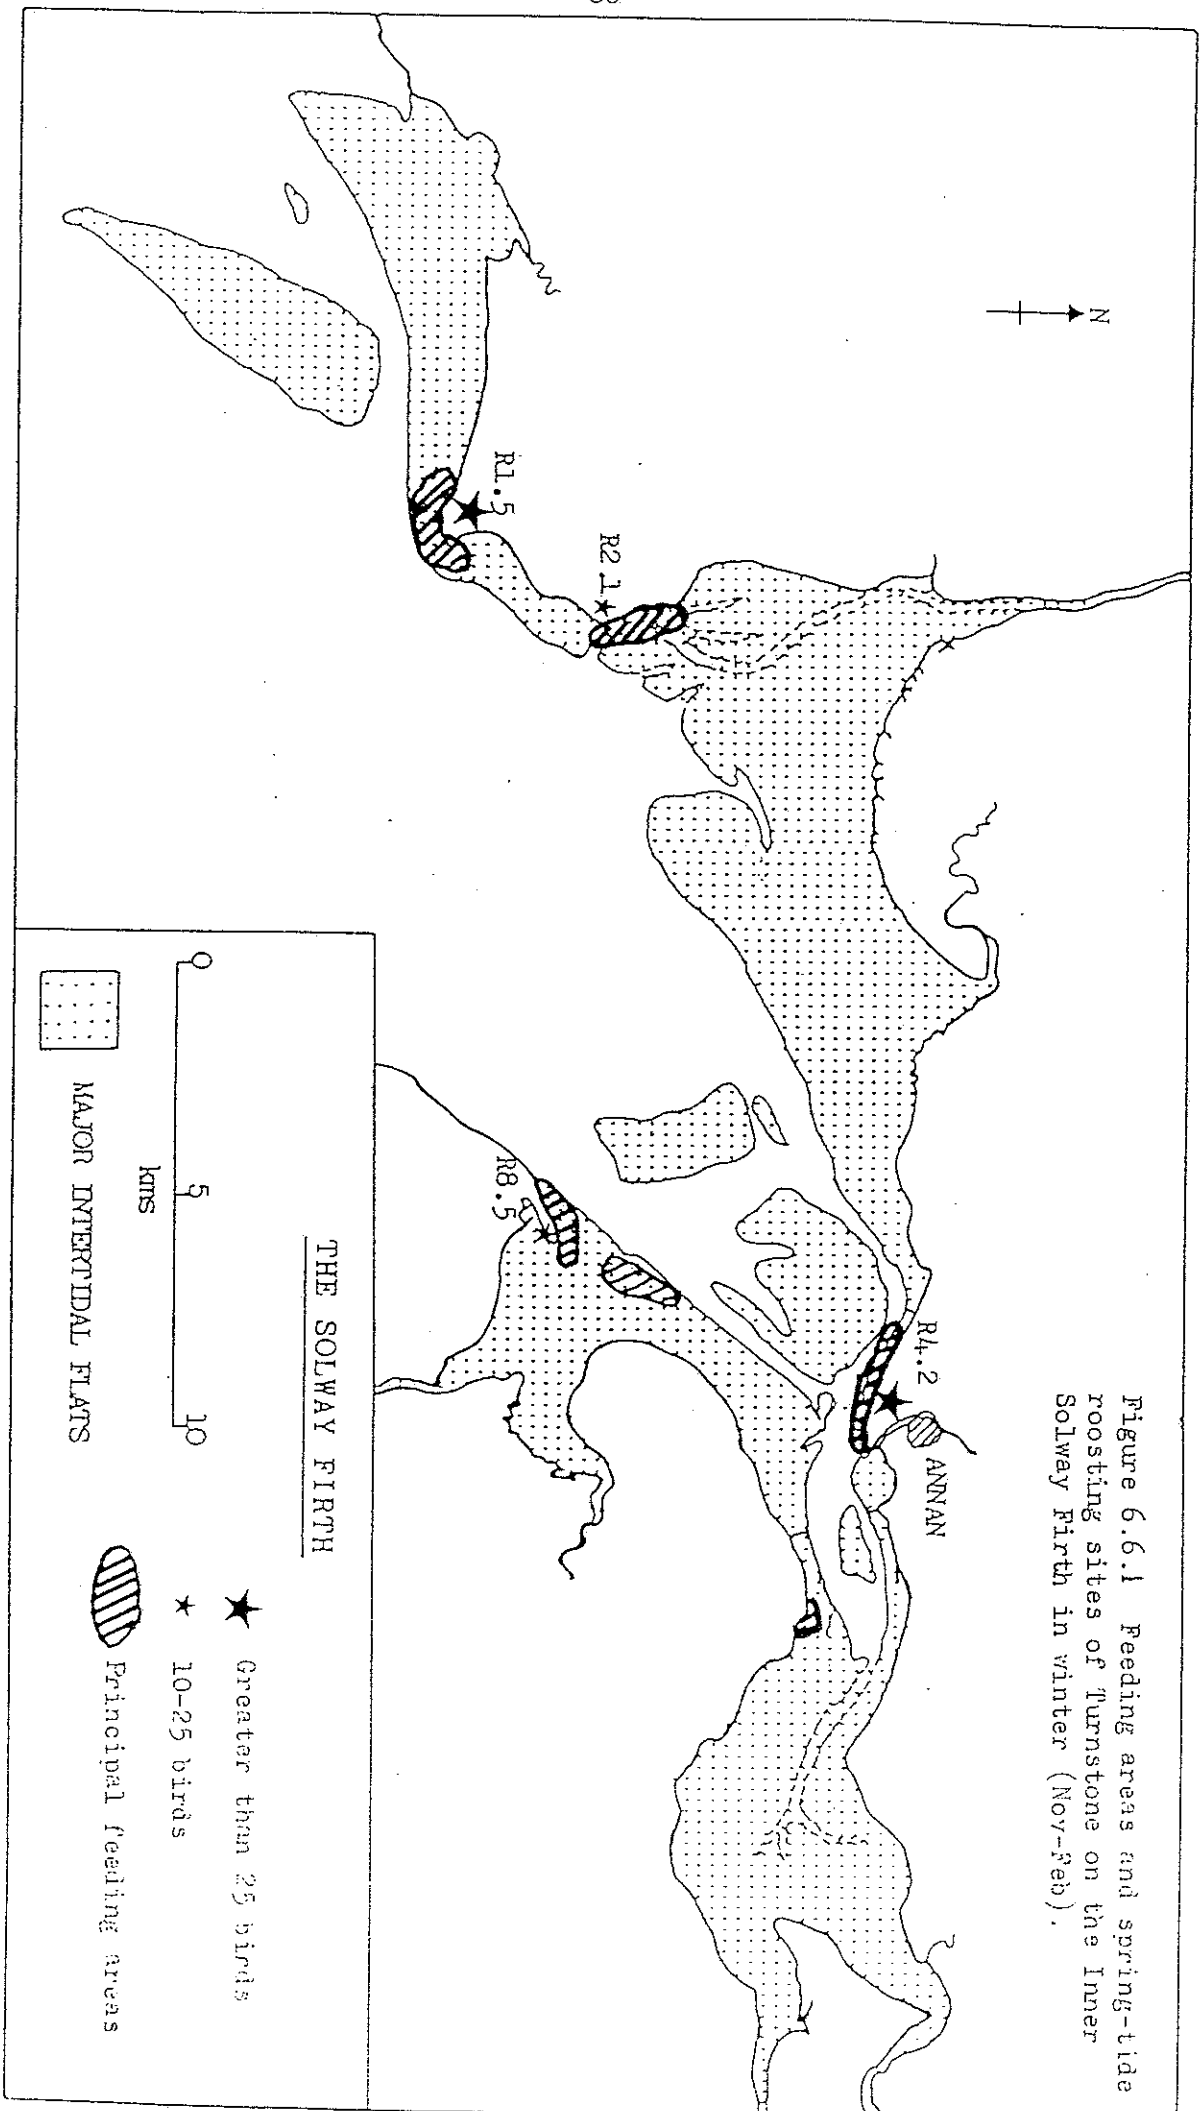 Figure 6.6.1 Feeding areas and spring-tide
roosting sites of Turnstone on the Inner
Solway Firth in winter (Nov-Feb).
N
ANNAN
R4.2
R2.1
R1.5
R8.5
THE SOLWAY FIRTH
0 5 10
kms
MAJOR INTERTIDAL FLATS
Greater than 25 birds
10-25 birds
Principal feeding areas